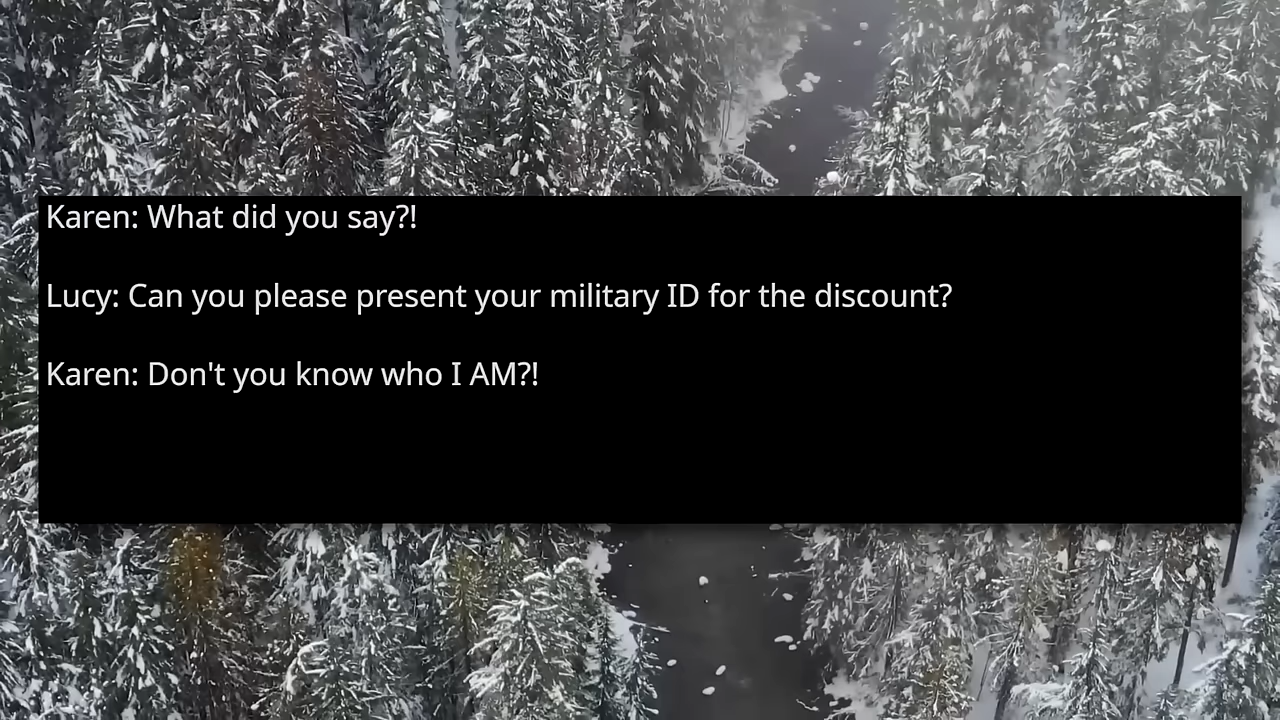 Karen: What did you say?!
Lucy: Can you please present your military ID for the discount?
Karen: Don't you know who I AM?!